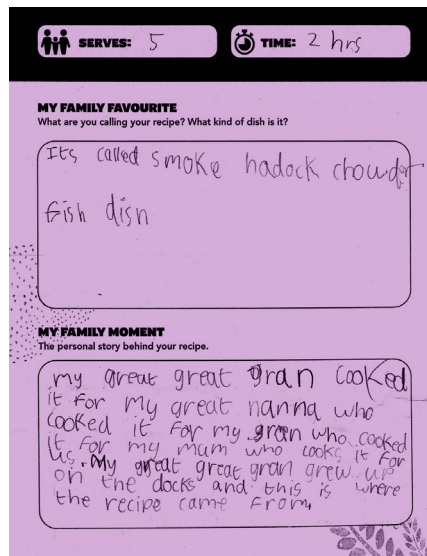 SERVES: 5
TIME: 2 hrs
MY FAMILY FAVOURITE
What are you calling your recipe? What kind of dish is it?
Its called smoke hadock chowder
fish dish
MY FAMILY MOMENT
The personal story behind your recipe.
my great great gran cooked
it for my great nanna who
cooked it for my gran who cooked
it for my mum who cooks it for
us. My great great gran grew up
on the docks and this is where
the recipe came from.